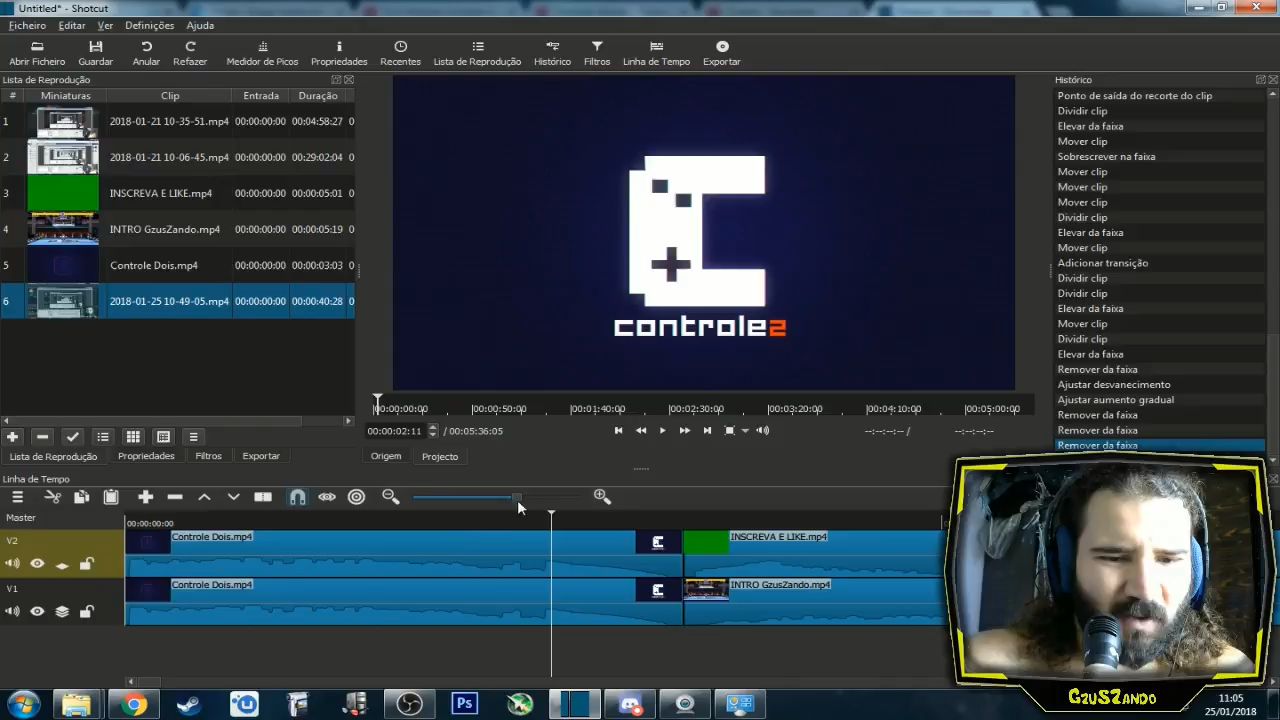 Untitled* - Shotcut
Ficheiro Editar Ver Definições Ajuda
Abrir Ficheiro Guardar Anular Refazer Medidor de Picos Propriedades Recentes Lista de Reprodução Histórico Filtros Linha de Tempo Exportar
Lista de Reprodução
# Miniaturas Clip Entrada Duração
1 2018-01-21 10-35-51.mp4 00:00:00:00 00:04:58:27 0
2 2018-01-21 10-06-45.mp4 00:00:00:00 00:29:02:04 0
3 INSCREVA E LIKE.mp4 00:00:00:00 00:00:05:01 0
4 INTRO GzusZando.mp4 00:00:00:00 00:00:05:19 0
5 Controle Dois.mp4 00:00:00:00 00:00:03:03 0
6 2018-01-25 10-49-05.mp4 00:00:00:00 00:00:40:28 0
Lista de Reprodução Propriedades Filtros Exportar
controle2
00:00:00:00 00:00:50:00 00:01:40:00 00:02:30:00 00:03:20:00 00:04:10:00 00:05:00:00
00:00:02:11 / 00:05:36:05 --:--:--:-- / --:--:--:--
Origem Projecto
Histórico
Ponto de saída do recorte do clip
Dividir clip
Elevar da faixa
Mover clip
Sobrescrever na faixa
Mover clip
Mover clip
Mover clip
Dividir clip
Elevar da faixa
Mover clip
Adicionar transição
Dividir clip
Dividir clip
Elevar da faixa
Mover clip
Dividir clip
Elevar da faixa
Remover da faixa
Ajustar desvanecimento
Ajustar aumento gradual
Remover da faixa
Remover da faixa
Remover da faixa
Linha de Tempo
Master
00:00:00:00
V2
Controle Dois.mp4 INSCREVA E LIKE.mp4
V1
Controle Dois.mp4 INTRO GzusZando.mp4
GzusZando
Ps
11:05
25/01/2018